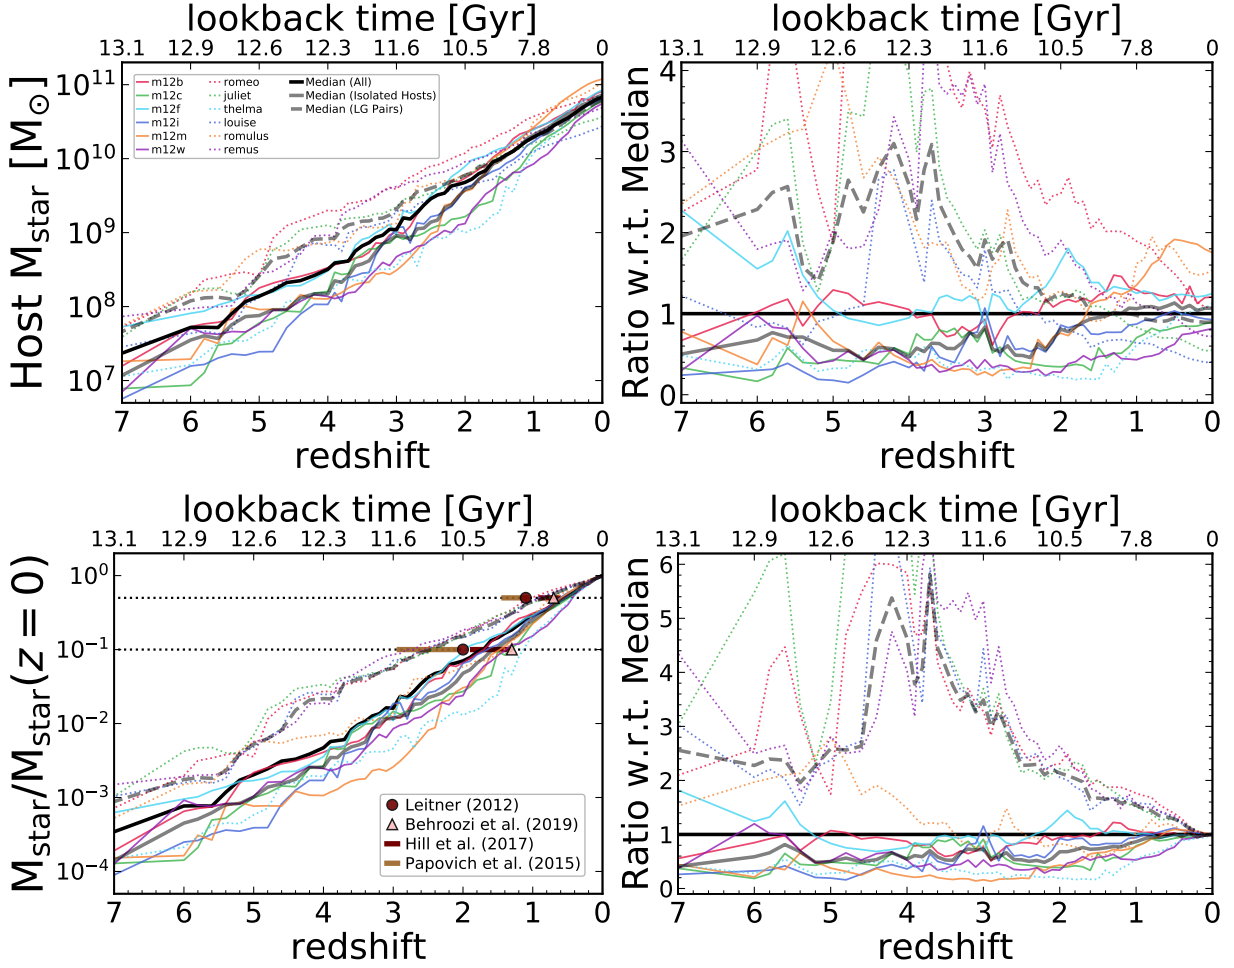 lookback time [Gyr]
13.1 12.9 12.6 12.3 11.6 10.5 7.8 0
Host M_star [M_⊙]
10^11
10^10
10^9
10^8
10^7
m12b romeo Median (All)
m12c juliet Median (Isolated Hosts)
m12f thelma Median (LG Pairs)
m12i louise
m12m romulus
m12w remus
7 6 5 4 3 2 1 0
redshift
lookback time [Gyr]
13.1 12.9 12.6 12.3 11.6 10.5 7.8 0
Ratio w.r.t. Median
4
3
2
1
0
7 6 5 4 3 2 1 0
redshift
lookback time [Gyr]
13.1 12.9 12.6 12.3 11.6 10.5 7.8 0
M_star/M_star(z = 0)
10^0
10^−1
10^−2
10^−3
10^−4
Leitner (2012)
Behroozi et al. (2019)
Hill et al. (2017)
Papovich et al. (2015)
7 6 5 4 3 2 1 0
redshift
lookback time [Gyr]
13.1 12.9 12.6 12.3 11.6 10.5 7.8 0
Ratio w.r.t. Median
6
5
4
3
2
1
0
7 6 5 4 3 2 1 0
redshift